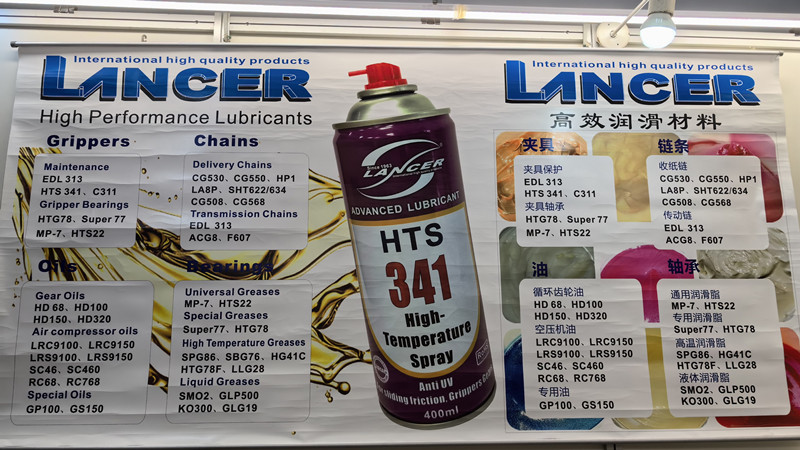 International high quality products
LANCER
High Performance Lubricants
Grippers
Maintenance
EDL 313
HTS 341、C311
Gripper Bearings
HTG78、Super 77
MP-7、HTS22
Chains
Delivery Chains
CG530、CG550、HP1
LA8P、SHT622/634
CG508、CG568
Transmission Chains
EDL 313
ACG8、F607
Oils
Gear Oils
HD 68、HD100
HD150、HD320
Air compressor oils
LRC9100、LRC9150
LRS9100、LRS9150
SC46、SC460
RC68、RC768
Special Oils
GP100、GS150
Bearings
Universal Greases
MP-7、HTS22
Special Greases
Super77、HTG78
High Temperature Greases
SPG86、SBG76、HG41C
HTG78F、LLG28
Liquid Greases
SMO2、GLP500
KO300、GLG19
SINCE 1963
LANCER
ADVANCED LUBRICANT
HTS
341
High-
Temperature
Spray
Anti UV
sliding friction, Grippers
400ml
International high quality products
LANCER
高效润滑材料
夹具
夹具保护
EDL 313
HTS 341、C311
夹具轴承
HTG78、Super 77
MP-7、HTS22
链条
收纸链
CG530、CG550、HP1
LA8P、SHT622/634
CG508、CG568
传动链
EDL 313
ACG8、F607
油
循环齿轮油
HD 68、HD100
HD150、HD320
空压机油
LRC9100、LRC9150
LRS9100、LRS9150
SC46、SC460
RC68、RC768
专用油
GP100、GS150
轴承
通用润滑脂
MP-7、HTS22
专用润滑脂
Super77、HTG78
高温润滑脂
SPG86、SBG76、HG41C
HTG78F、LLG28
液体润滑脂
SMO2、GLP500
KO300、GLG19